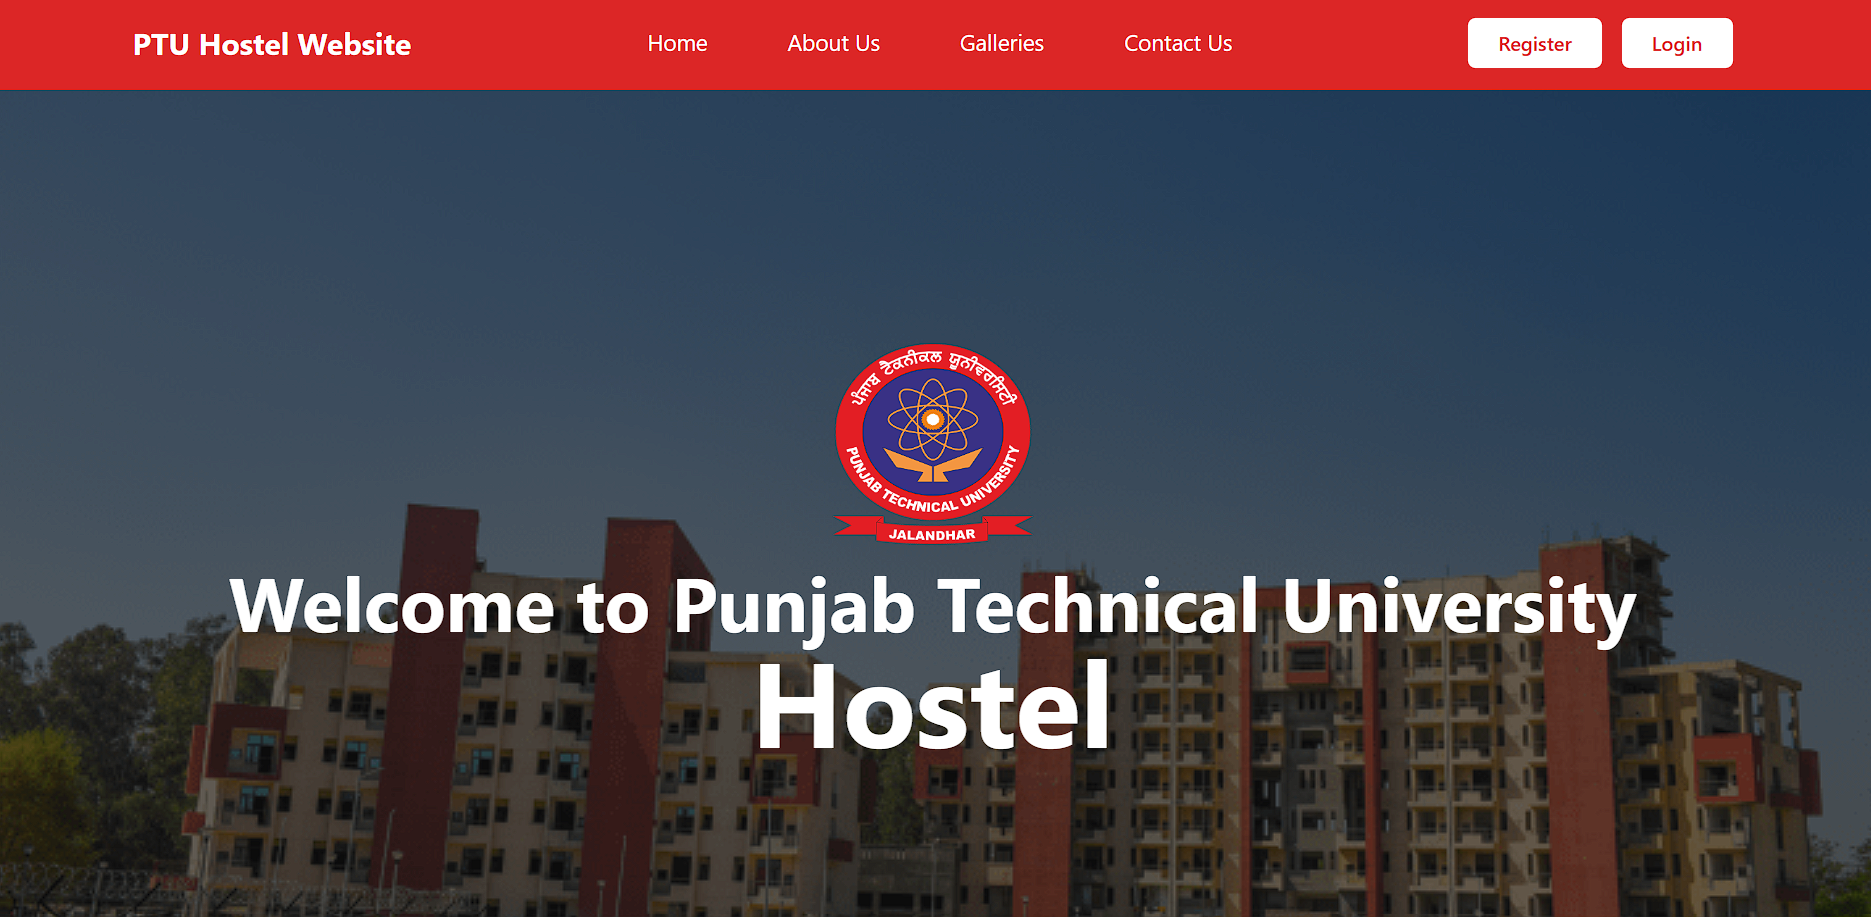 PTU Hostel Website
Home
About Us
Galleries
Contact Us
Register
Login
ਪੰਜਾਬ ਟੈਕਨੀਕਲ ਯੂਨੀਵਰਸਿਟੀ
PUNJAB TECHNICAL UNIVERSITY
JALANDHAR
Welcome to Punjab Technical University
Hostel